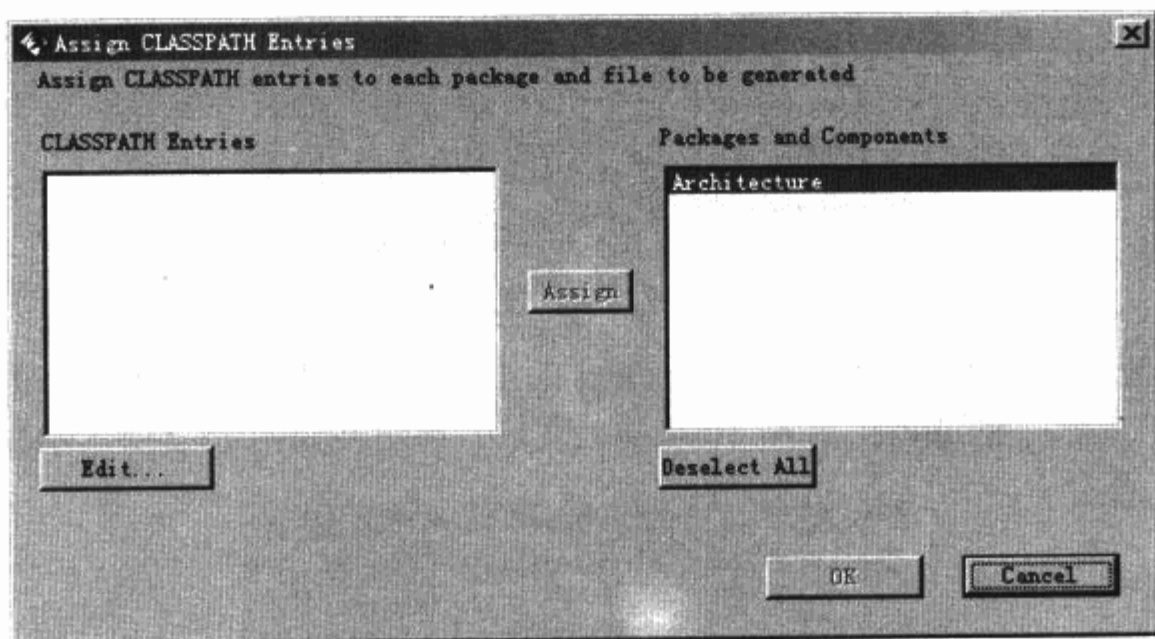 Assign CLASSPATH Entries
Assign CLASSPATH entries to each package and file to be generated
CLASSPATH Entries
Packages and Components
Architecture
Assign
Edit...
Deselect All
OK
Cancel